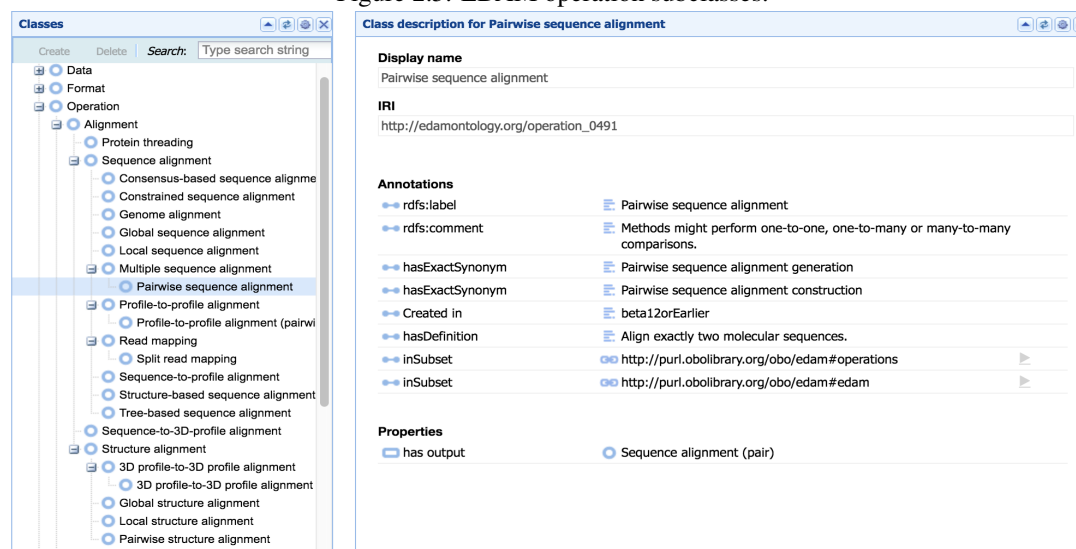 Classes
Create Delete Search: Type search string
Data
Format
Operation
Alignment
Protein threading
Sequence alignment
Consensus-based sequence alignme
Constrained sequence alignment
Genome alignment
Global sequence alignment
Local sequence alignment
Multiple sequence alignment
Pairwise sequence alignment
Profile-to-profile alignment
Profile-to-profile alignment (pairwi
Read mapping
Split read mapping
Sequence-to-profile alignment
Structure-based sequence alignment
Tree-based sequence alignment
Sequence-to-3D-profile alignment
Structure alignment
3D profile-to-3D profile alignment
3D profile-to-3D profile alignment
Global structure alignment
Local structure alignment
Pairwise structure alignment
Class description for Pairwise sequence alignment
Display name
Pairwise sequence alignment
IRI
http://edamontology.org/operation_0491
Annotations
rdfs:label Pairwise sequence alignment
rdfs:comment Methods might perform one-to-one, one-to-many or many-to-many
comparisons.
hasExactSynonym Pairwise sequence alignment generation
hasExactSynonym Pairwise sequence alignment construction
Created in beta12orEarlier
hasDefinition Align exactly two molecular sequences.
inSubset http://purl.obolibrary.org/obo/edam#operations
inSubset http://purl.obolibrary.org/obo/edam#edam
Properties
has output Sequence alignment (pair)